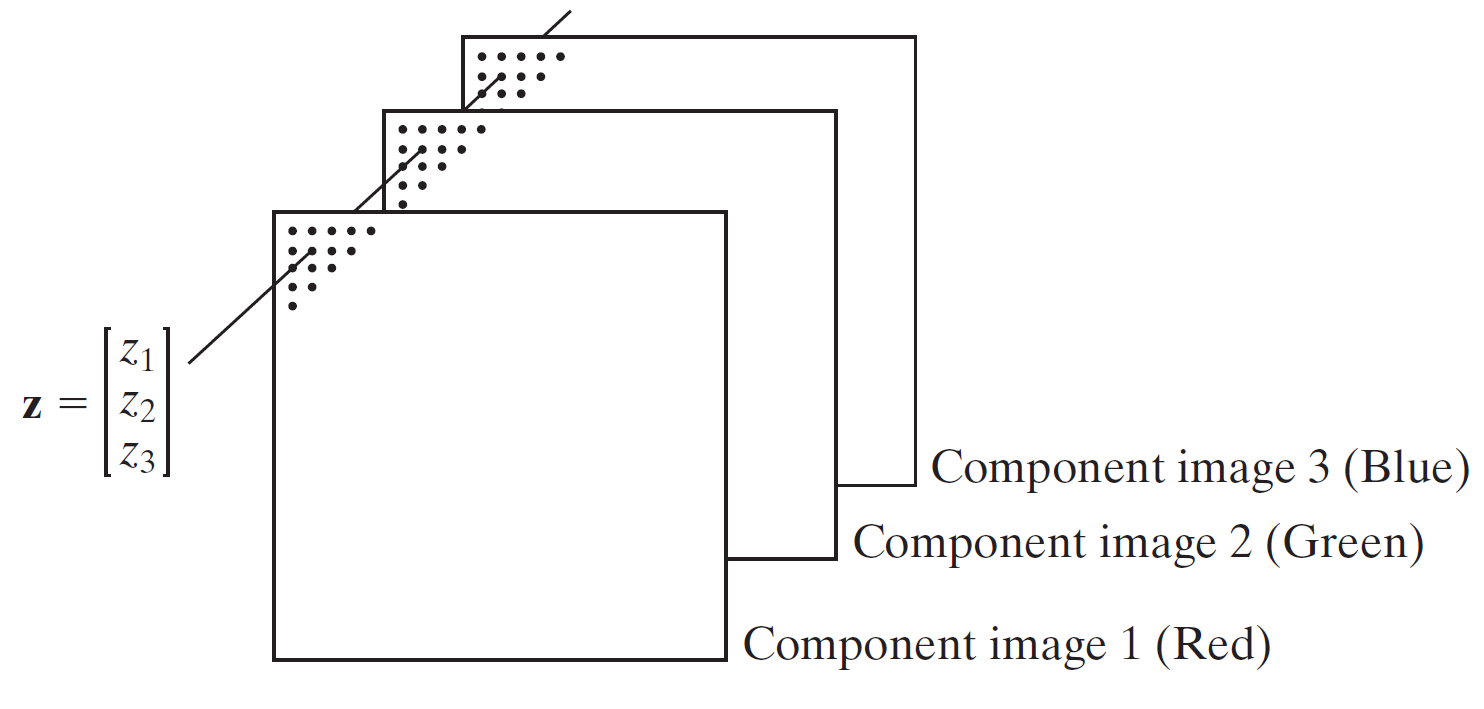 z = [z₁
z₂
z₃]
Component image 3 (Blue)
Component image 2 (Green)
Component image 1 (Red)